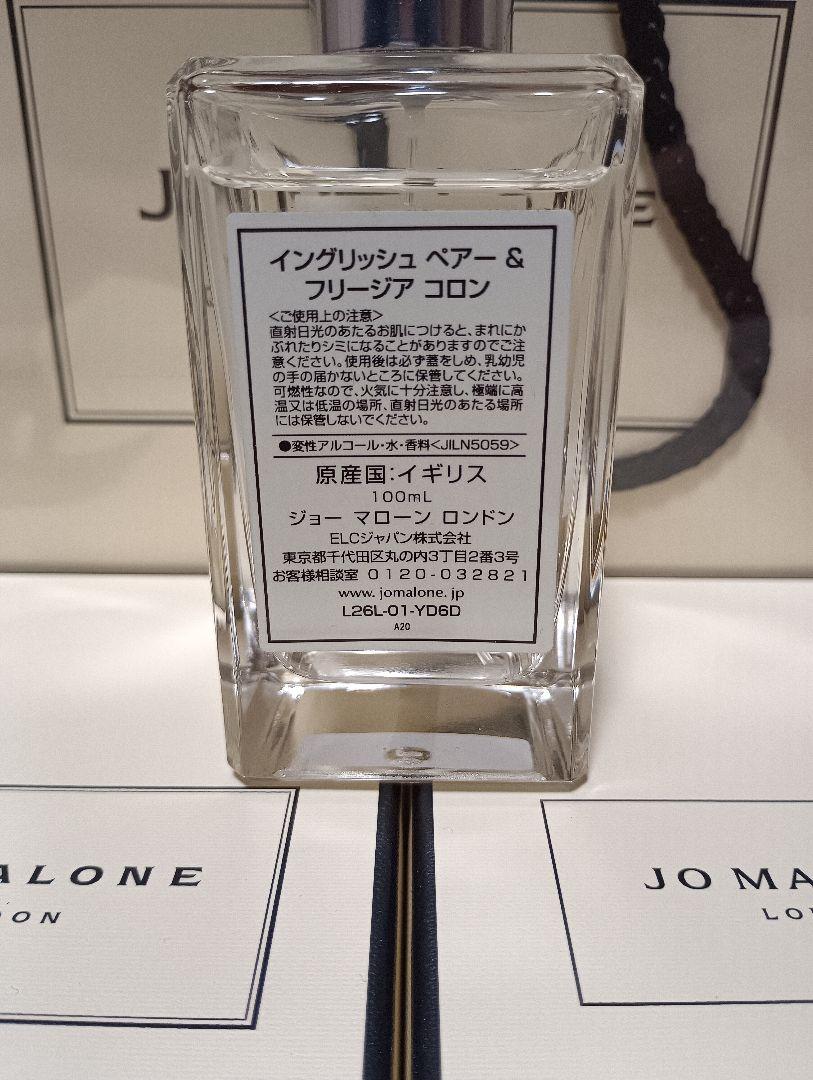 イングリッシュ ペアー &
フリージア コロン
<ご使用上の注意>
直射日光のあたるお肌につけると、まれにか
ぶれたりシミになることがありますのでご注
意ください。使用後は必ず蓋をしめ、乳幼児
の手の届かないところに保管してください。
可燃性なので、火気に十分注意し、極端に高
温又は低温の場所、直射日光のあたる場所
には保管しないでください。
●変性アルコール・水・香料<JILN5059>
原産国:イギリス
100mL
ジョー マローン ロンドン
ELCジャパン株式会社
東京都千代田区丸の内3丁目2番3号
お客様相談室 0120-032821
www.jomalone.jp
L26L-01-YD6D
A20
ALONE
ON
JO MA
LO